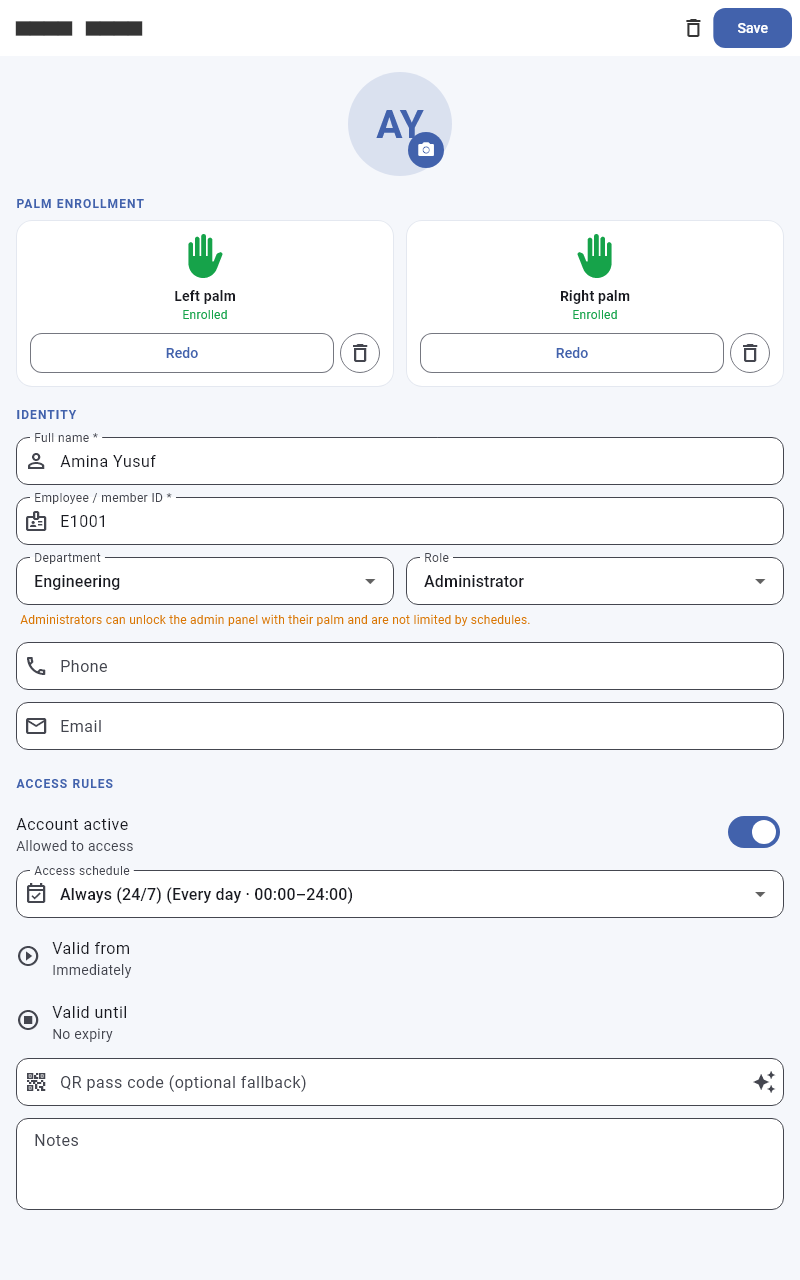 Save
AY
PALM ENROLLMENT
Left palm
Enrolled
Redo
Right palm
Enrolled
Redo
IDENTITY
Full name *
Amina Yusuf
Employee / member ID *
E1001
Department
Engineering
Role
Administrator
Administrators can unlock the admin panel with their palm and are not limited by schedules.
Phone
Email
ACCESS RULES
Account active
Allowed to access
Access schedule
Always (24/7) (Every day · 00:00–24:00)
Valid from
Immediately
Valid until
No expiry
QR pass code (optional fallback)
Notes